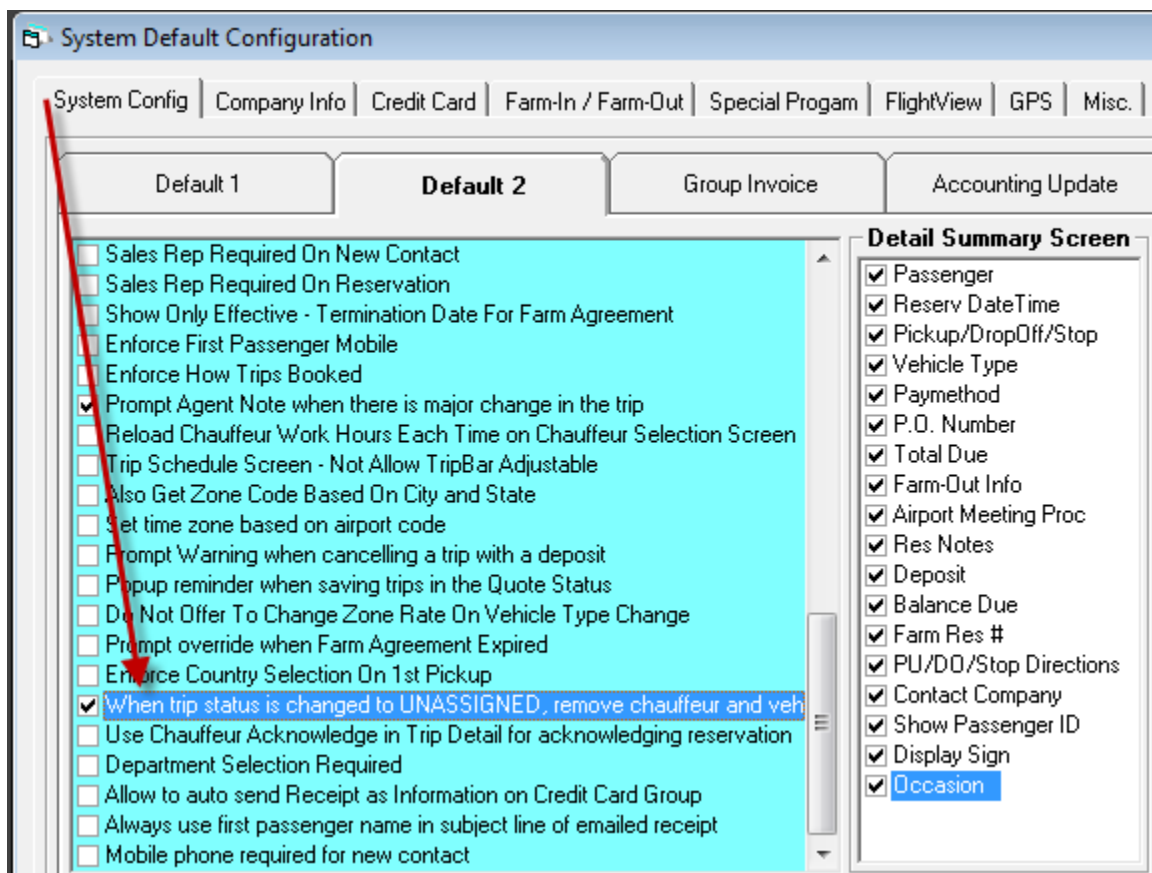 System Default Configuration
System Config Company Info Credit Card Farm-In / Farm-Out Special Progam FlightView GPS Misc.
Default 1 Default 2 Group Invoice Accounting Update
Sales Rep Required On New Contact
Sales Rep Required On Reservation
Show Only Effective - Termination Date For Farm Agreement
Enforce First Passenger Mobile
Enforce How Trips Booked
Prompt Agent Note when there is major change in the trip
Reload Chauffeur Work Hours Each Time on Chauffeur Selection Screen
Trip Schedule Screen - Not Allow TripBar Adjustable
Also Get Zone Code Based On City and State
Set time zone based on airport code
Prompt Warning when cancelling a trip with a deposit
Popup reminder when saving trips in the Quote Status
Do Not Offer To Change Zone Rate On Vehicle Type Change
Prompt override when Farm Agreement Expired
Enforce Country Selection On 1st Pickup
When trip status is changed to UNASSIGNED, remove chauffeur and veh
Use Chauffeur Acknowledge in Trip Detail for acknowledging reservation
Department Selection Required
Allow to auto send Receipt as Information on Credit Card Group
Always use first passenger name in subject line of emailed receipt
Mobile phone required for new contact
Detail Summary Screen
Passenger
Reserv DateTime
Pickup/DropOff/Stop
Vehicle Type
Paymethod
P.O. Number
Total Due
Farm-Out Info
Airport Meeting Proc
Res Notes
Deposit
Balance Due
Farm Res #
PU/DO/Stop Directions
Contact Company
Show Passenger ID
Display Sign
Occasion